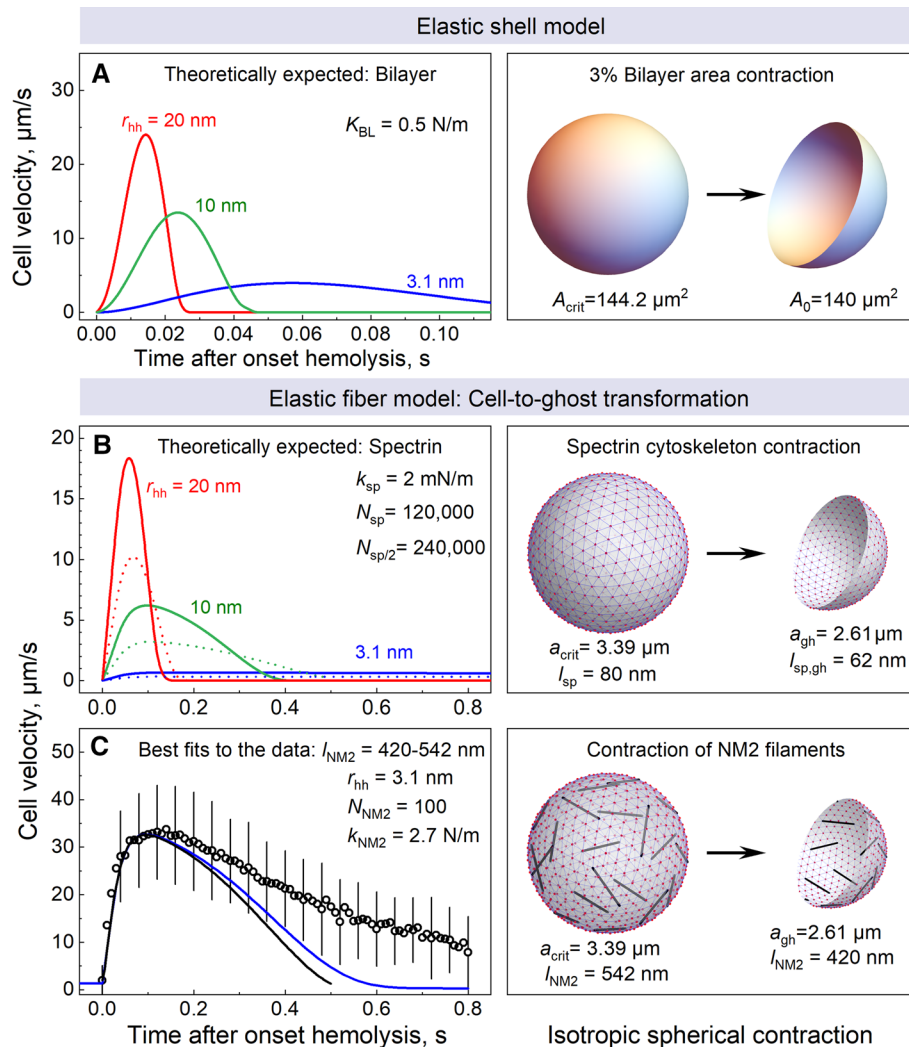 Elastic shell model
A
Theoretically expected: Bilayer
r_hh = 20 nm
K_BL = 0.5 N/m
10 nm
3.1 nm
Cell velocity, µm/s
30
20
10
0
0.00 0.02 0.04 0.06 0.08 0.10
Time after onset hemolysis, s
3% Bilayer area contraction
A_crit=144.2 µm²
A_0=140 µm²
Elastic fiber model: Cell-to-ghost transformation
B
Theoretically expected: Spectrin
r_hh = 20 nm
k_sp = 2 mN/m
N_sp = 120,000
N_sp/2= 240,000
10 nm
3.1 nm
20
15
10
5
0
0.0 0.2 0.4 0.6 0.8
Spectrin cytoskeleton contraction
a_crit= 3.39 µm
l_sp = 80 nm
a_gh = 2.61 µm
l_sp,gh = 62 nm
Cell velocity, µm/s
C
Best fits to the data: l_NM2 = 420-542 nm
r_hh = 3.1 nm
N_NM2 = 100
k_NM2 = 2.7 N/m
50
40
30
20
10
0
0.0 0.2 0.4 0.6 0.8
Time after onset hemolysis, s
Contraction of NM2 filaments
a_crit = 3.39 µm
l_NM2 = 542 nm
a_gh =2.61 µm
l_NM2 = 420 nm
Isotropic spherical contraction